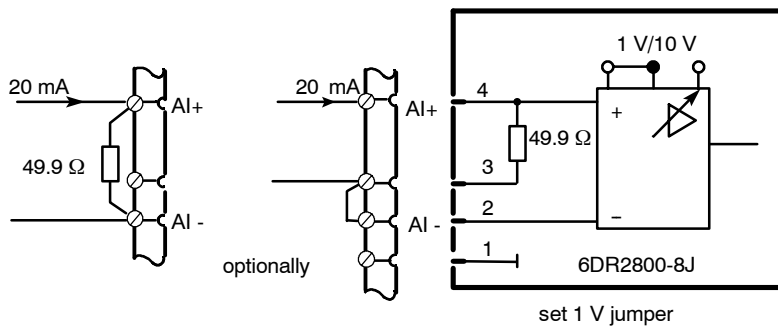 1 V/10 V
20 mA
20 mA
4
AI+
AI+
+
49.9 Ω
49.9 Ω
3
2
AI -
AI -
−
1
optionally
6DR2800-8J
set 1 V jumper